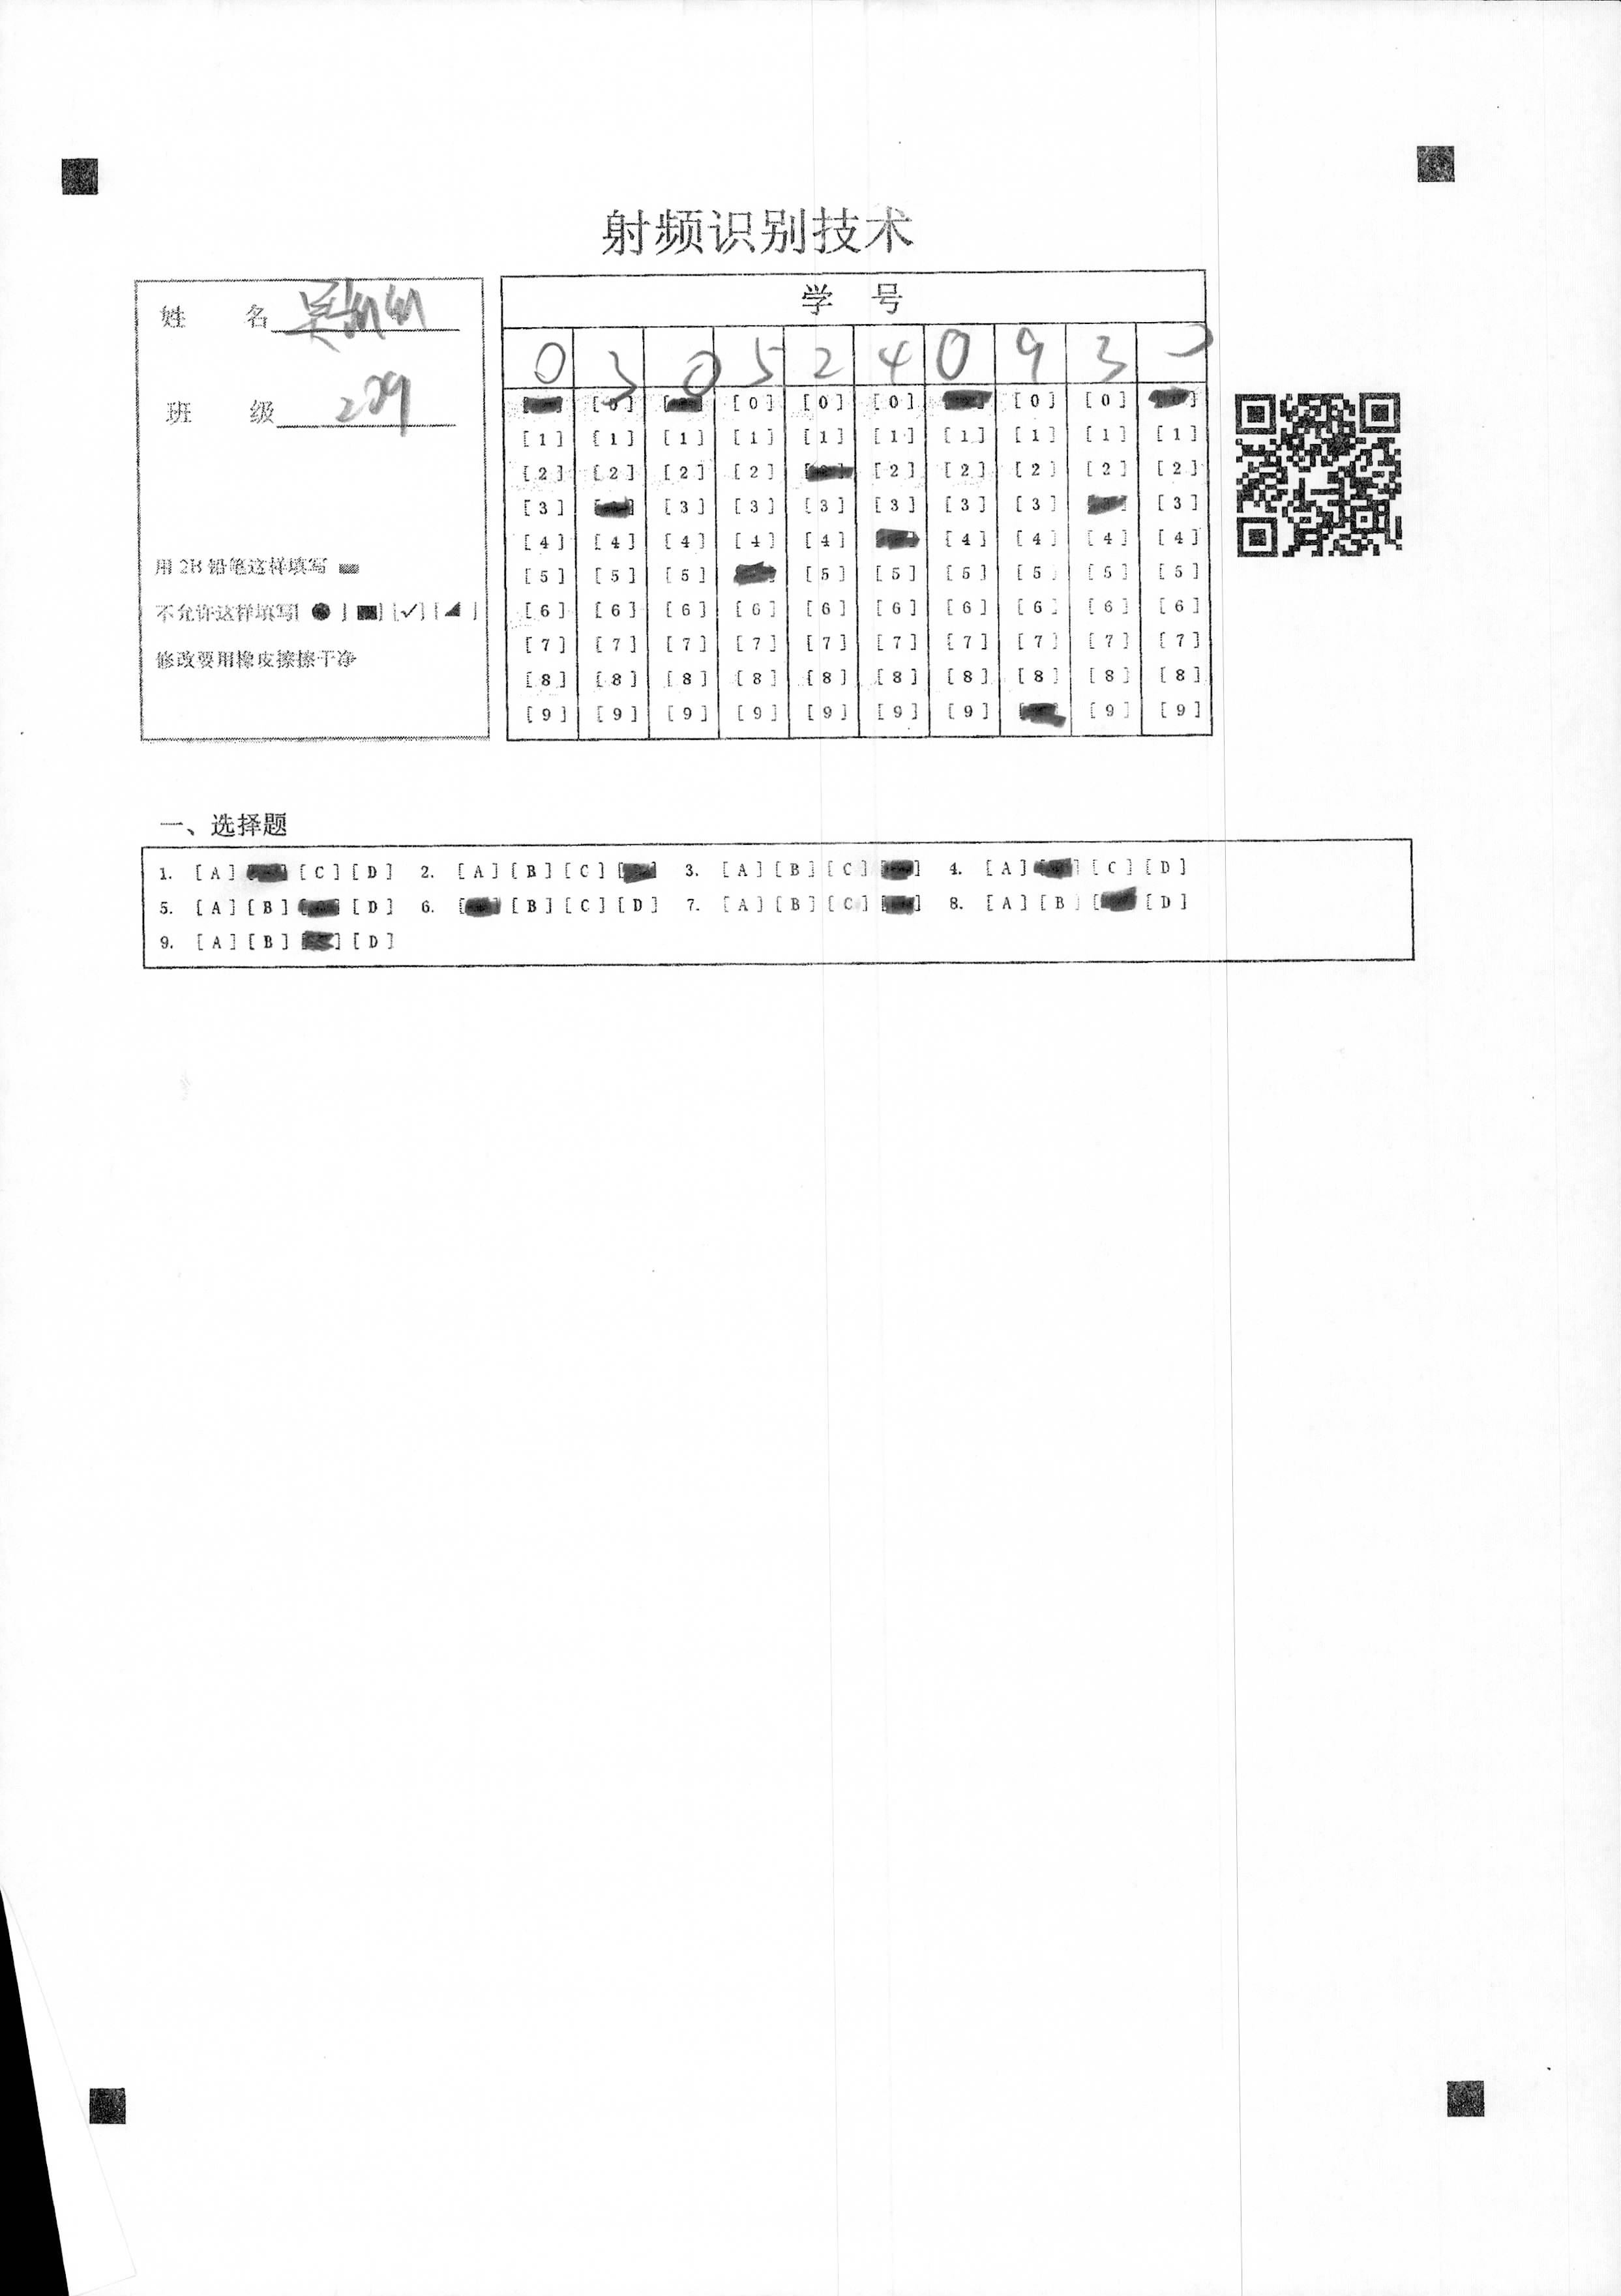 射频识别技术
姓 名 吴
班 级 209
用 2B 铅笔这样填写
不允许这样填写[ ● ] [■] [✓] [◢ ]
修改要用橡皮擦擦干净
学 号
0 3 0 5 2 4 0 9 3
[0] [0] [0] [0] [0] [0]
[1] [1] [1] [1] [1] [1] [1] [1] [1] [1]
[2] [2] [2] [2] [2] [2] [2] [2] [2]
[3] [3] [3] [3] [3] [3] [3] [3]
[4] [4] [4] [4] [4] [4] [4] [4] [4]
[5] [5] [5] [5] [5] [5] [5] [5] [5]
[6] [6] [6] [6] [6] [6] [6] [6] [6] [6]
[7] [7] [7] [7] [7] [7] [7] [7] [7] [7]
[8] [8] [8] [8] [8] [8] [8] [8] [8] [8]
[9] [9] [9] [9] [9] [9] [9] [9] [9]
一、选择题
1. [A] [C] [D] 2. [A] [B] [C] 3. [A] [B] [C] 4. [A] [C] [D]
5. [A] [B] [D] 6. [B] [C] [D] 7. [A] [B] [C] 8. [A] [B] [D]
9. [A] [B] [D]